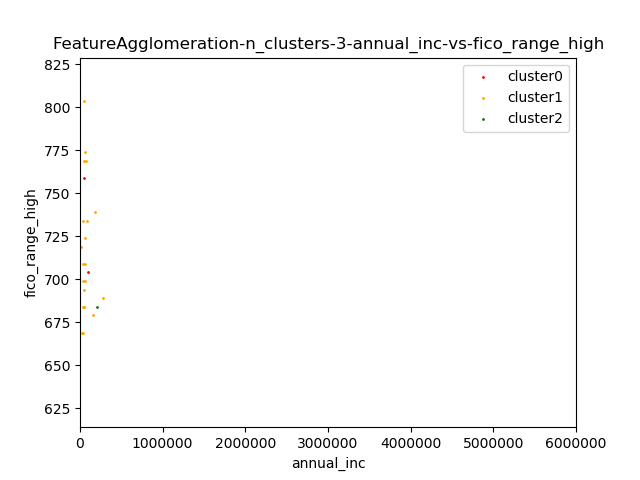 FeatureAgglomeration-n_clusters-3-annual_inc-vs-fico_range_high
825
800
775
750
725
700
675
650
625
fico_range_high
cluster0
cluster1
cluster2
0 1000000 2000000 3000000 4000000 5000000 6000000
annual_inc